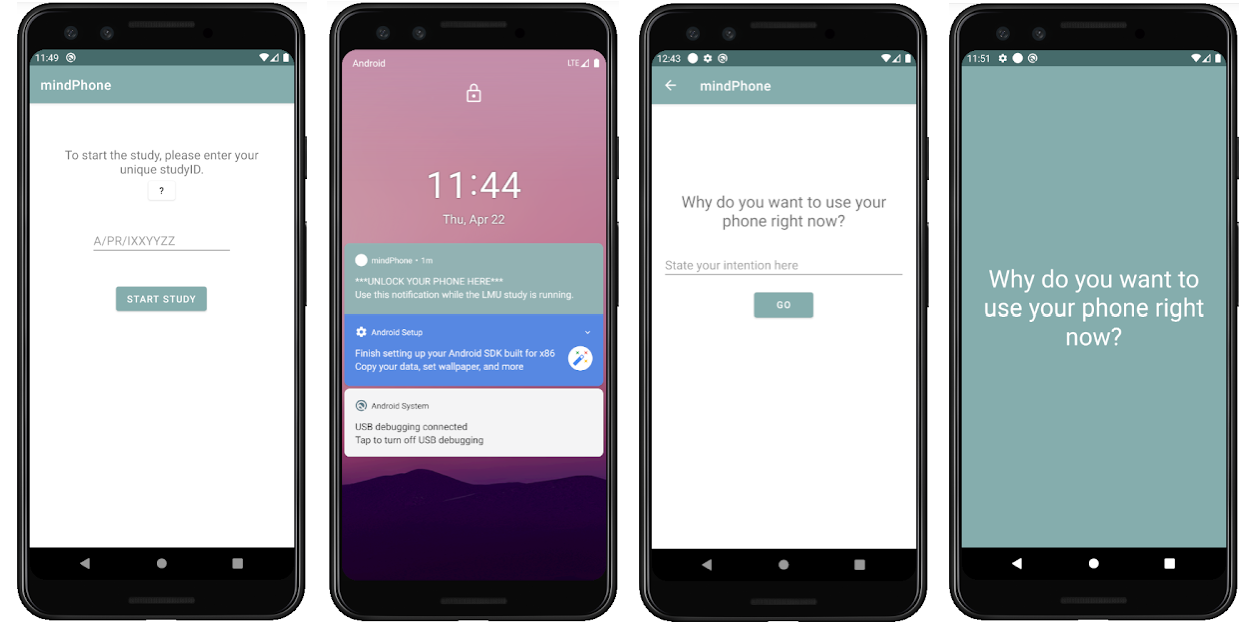 11:49
mindPhone
To start the study, please enter your
unique studyID.
?
A/PR/IXXYYZZ
START STUDY
Android
LTE
11:44
Thu, Apr 22
mindPhone • 1m
***UNLOCK YOUR PHONE HERE***
Use this notification while the LMU study is running.
Android Setup
Finish setting up your Android SDK built for x86
Copy your data, set wallpaper, and more
Android System
USB debugging connected
Tap to turn off USB debugging
12:43
mindPhone
Why do you want to use your
phone right now?
State your intention here
GO
11:51
Why do you want to
use your phone right
now?